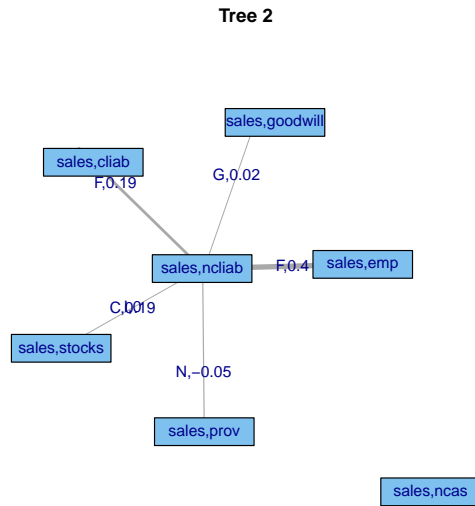 Tree 2
sales,goodwill
sales,cliab
F,0.19
G,0.02
sales,emp
sales,ncliab
F,0.4
sales,stocks
N,−0.05
sales,prov
sales,ncas